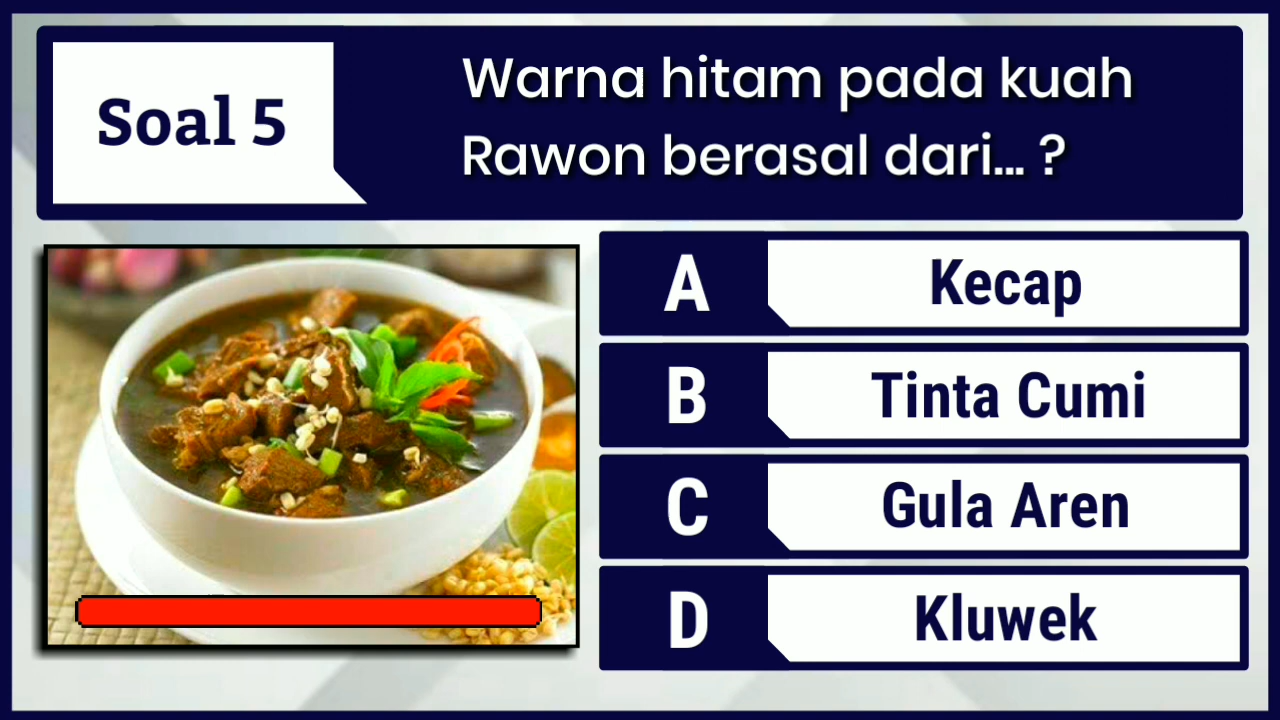 Soal 5
Warna hitam pada kuah
Rawon berasal dari... ?
A
Kecap
B
Tinta Cumi
C
Gula Aren
D
Kluwek